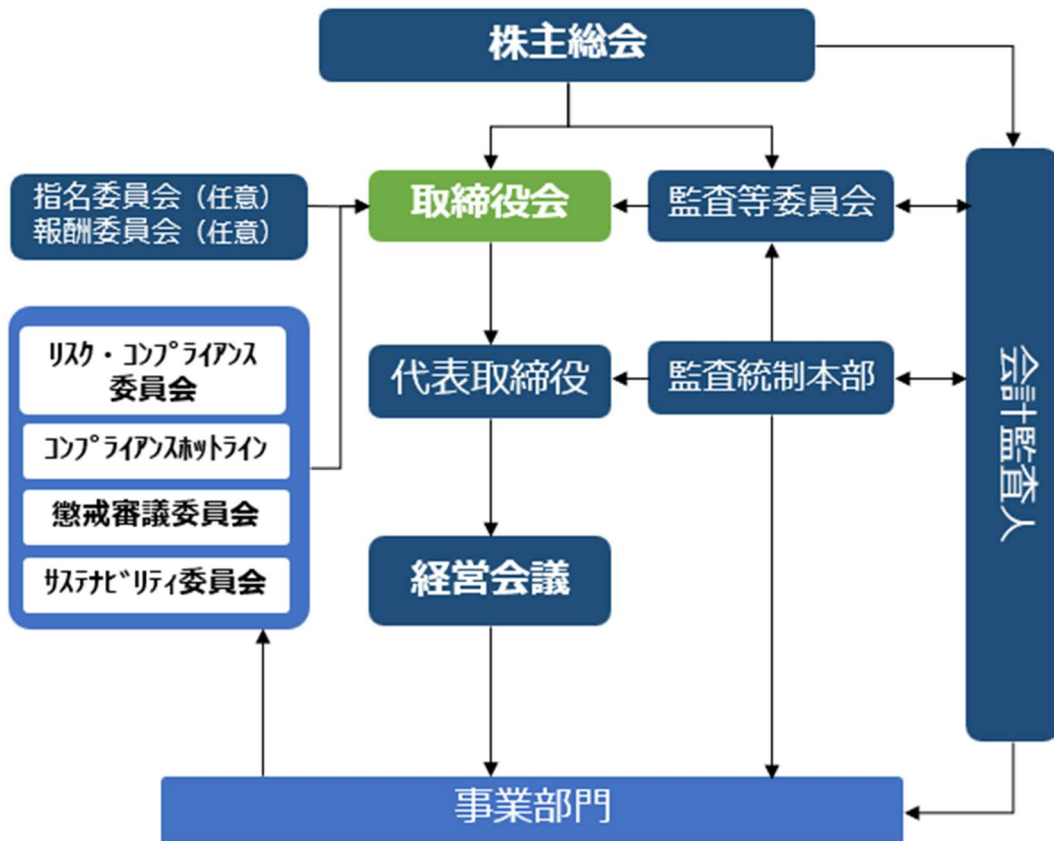 株主総会
指名委員会（任意）
報酬委員会（任意）
取締役会
監査等委員会
ﾘｽｸ・ｺﾝﾌﾟﾗｲｱﾝｽ
委員会
ｺﾝﾌﾟﾗｲｱﾝｽﾎｯﾄﾗｲﾝ
懲戒審議委員会
ｻｽﾃﾅﾋﾞﾘﾃｨ委員会
代表取締役
監査統制本部
経営会議
会計監査人
事業部門